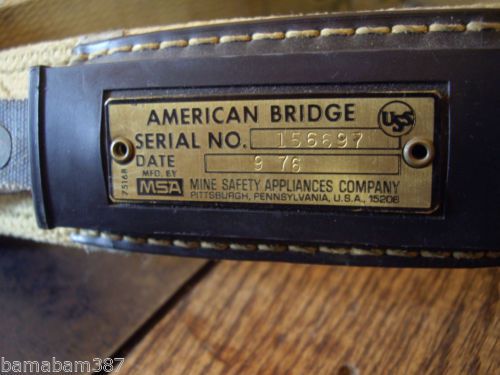 AMERICAN BRIDGE
USS
SERIAL NO. 156697
DATE 9 76
MFG. BY
MSA MINE SAFETY APPLIANCES COMPANY
PITTSBURGH, PENNSYLVANIA, U.S.A., 15208
75168
bamabam387